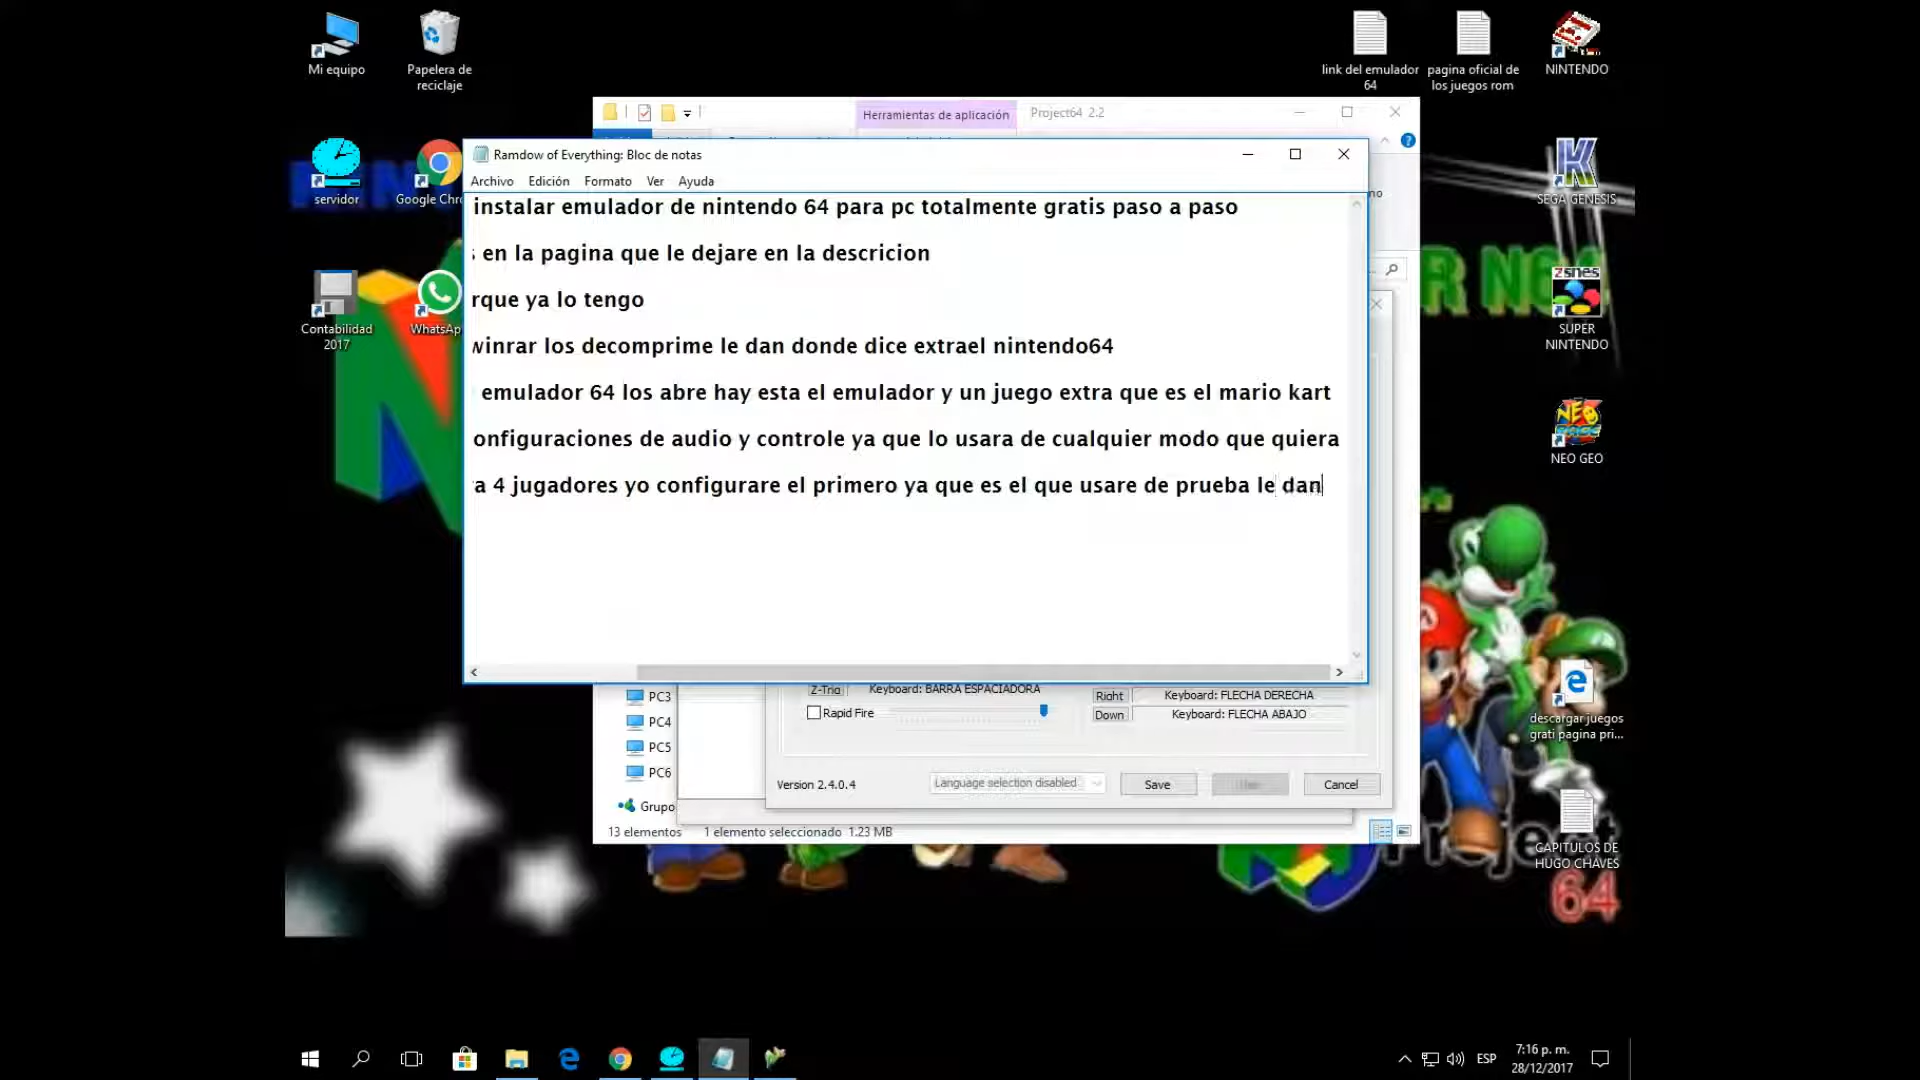 Mi equipo
Papelera de
reciclaje
link del emulador
64
pagina oficial de
los juegos rom
NINTENDO
Herramientas de aplicación
Project64 2.2
Ramdow of Everything: Bloc de notas
Archivo Edición Formato Ver Ayuda
instalar emulador de nintendo 64 para pc totalmente gratis paso a paso
en la pagina que le dejare en la descricion
rque ya lo tengo
winrar los decomprime le dan donde dice extrael nintendo64
emulador 64 los abre hay esta el emulador y un juego extra que es el mario kart
onfiguraciones de audio y controle ya que lo usara de cualquier modo que quiera
a 4 jugadores yo configurare el primero ya que es el que usare de prueba le dan
servidor
Google Chro
SEGA GENESIS
R N64
Contabilidad
2017
WhatsAp
zsnes
SUPER
NINTENDO
NEO
NEO GEO
PC3
PC4
PC5
PC6
Grupo
Z-Trig
Keyboard: BARRA ESPACIADORA
Right
Keyboard: FLECHA DERECHA
Rapid Fire
Down
Keyboard: FLECHA ABAJO
Version 2.4.0.4
Language selection disabled
Save
Cancel
13 elementos
1 elemento seleccionado 1.23 MB
descargar juegos
grati pagina pri...
CAPITULOS DE
HUGO CHAVES
Project
64
ESP
7:16 p. m.
28/12/2017